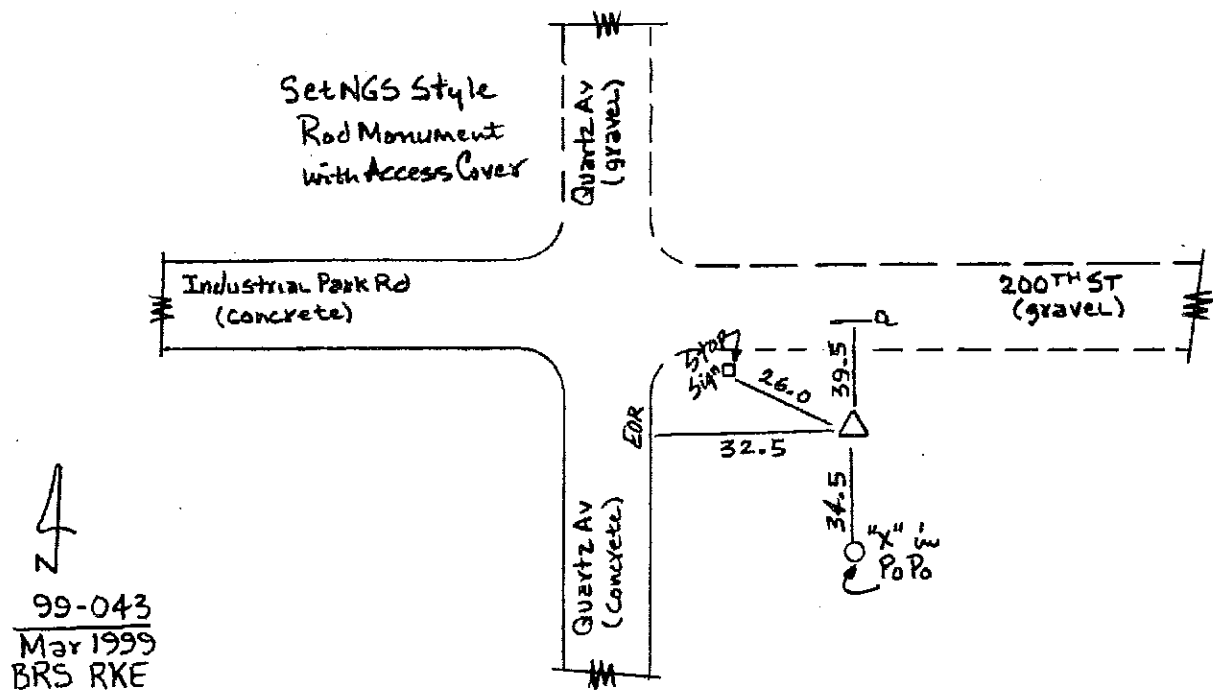 Set NGS Style
Rod Monument
with Access Cover
Quartz Av
(gravel)
Industrial Park Rd
(concrete)
200TH ST
(gravel)
Stop
Sign
26.0
39.5
EOR
32.5
34.5
"X" in
PoPo
Quartz Av
(Concrete)
N
99-043
Mar 1999
BRS RKE